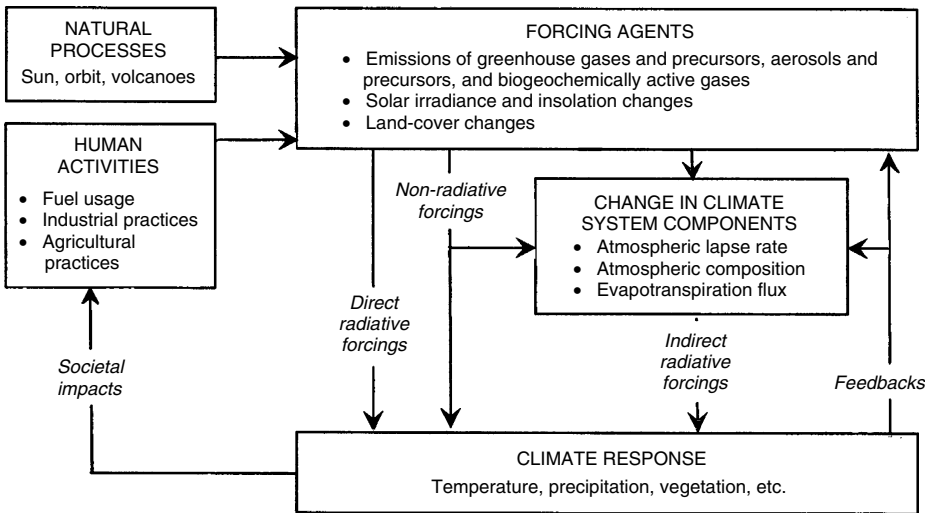 NATURAL
PROCESSES
Sun, orbit, volcanoes
FORCING AGENTS
• Emissions of greenhouse gases and precursors, aerosols and
precursors, and biogeochemically active gases
• Solar irradiance and insolation changes
• Land-cover changes
HUMAN
ACTIVITIES
• Fuel usage
• Industrial practices
• Agricultural
practices
Non-radiative
forcings
CHANGE IN CLIMATE
SYSTEM COMPONENTS
• Atmospheric lapse rate
• Atmospheric composition
• Evapotranspiration flux
Direct
radiative
forcings
Indirect
radiative
forcings
Societal
impacts
Feedbacks
CLIMATE RESPONSE
Temperature, precipitation, vegetation, etc.